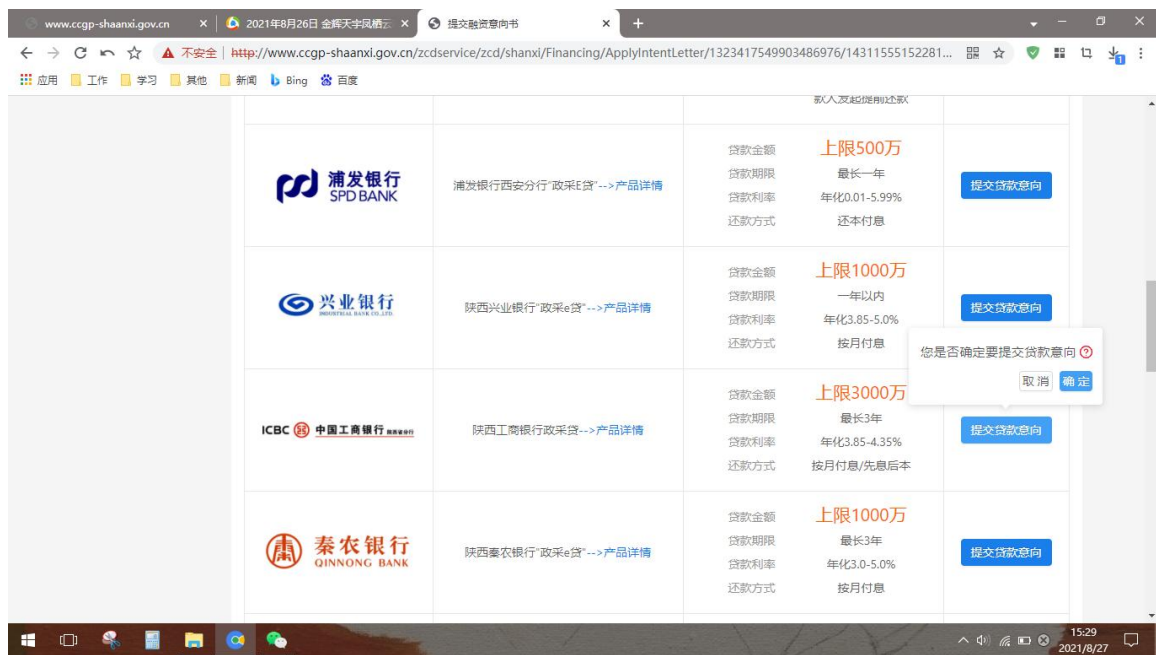 www.ccgp-shaanxi.gov.cn
2021年8月26日 金辉天宇凤栖云
提交融资意向书
不安全 | http://www.ccgp-shaanxi.gov.cn/zcdservice/zcd/shanxi/Financing/ApplyIntentLetter/1323417549903486976/14311555152281...
应用 工作 学习 其他 新闻 Bing 百度
款人发起提前还款
浦发银行
SPD BANK
浦发银行西安分行"政采E贷"-->产品详情
贷款金额 上限500万
贷款期限 最长一年
贷款利率 年化0.01-5.99%
还款方式 还本付息
提交贷款意向
兴业银行
INDUSTRIAL BANK CO.,LTD.
陕西兴业银行"政采e贷"-->产品详情
贷款金额 上限1000万
贷款期限 一年以内
贷款利率 年化3.85-5.0%
还款方式 按月付息
提交贷款意向
您是否确定要提交贷款意向
取消 确定
ICBC 中国工商银行
陕西工商银行政采贷-->产品详情
贷款金额 上限3000万
贷款期限 最长3年
贷款利率 年化3.85-4.35%
还款方式 按月付息/先息后本
提交贷款意向
秦农银行
QINNONG BANK
陕西秦农银行"政采e贷"-->产品详情
贷款金额 上限1000万
贷款期限 最长3年
贷款利率 年化3.0-5.0%
还款方式 按月付息
提交贷款意向
15:29
2021/8/27